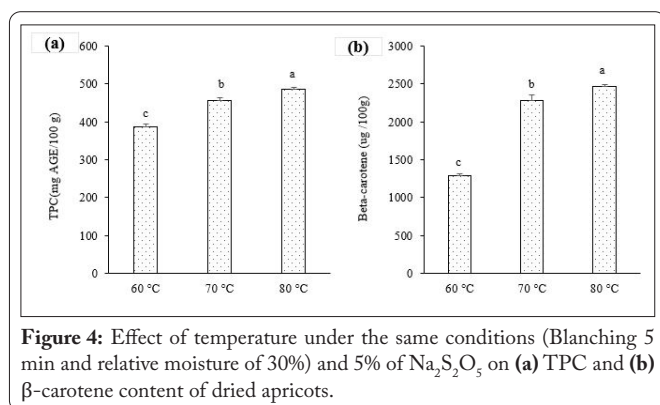 (a)
600
500
400
300
200
100
0
TPC(mg AGE/100 g)
c
b
a
60 °C
70 °C
80 °C
(b)
3000
2500
2000
1500
1000
500
0
Beta-carotene (ug /100g)
c
b
a
60 °C
70 °C
80 °C
Figure 4: Effect of temperature under the same conditions (Blanching 5
min and relative moisture of 30%) and 5% of Na₂S₂O₅ on (a) TPC and (b)
β-carotene content of dried apricots.